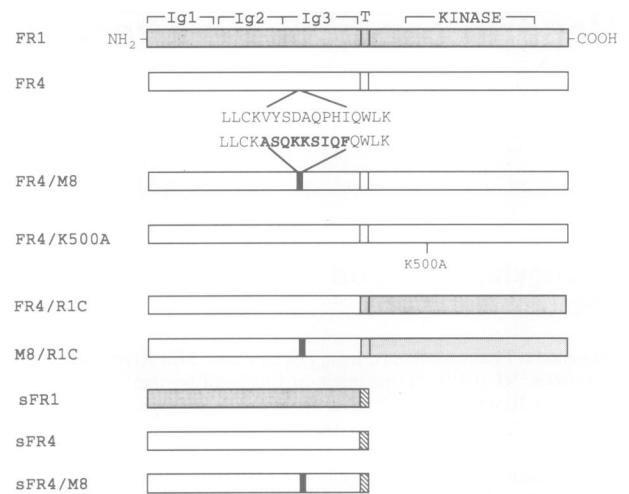 Ig1 Ig2 Ig3 T KINASE
FR1 NH2 COOH
FR4
LLCKVYSDAQPHIQWLK
LLCKASQKKSIQFQWLK
FR4/M8
FR4/K500A
K500A
FR4/R1C
M8/R1C
sFR1
sFR4
sFR4/M8